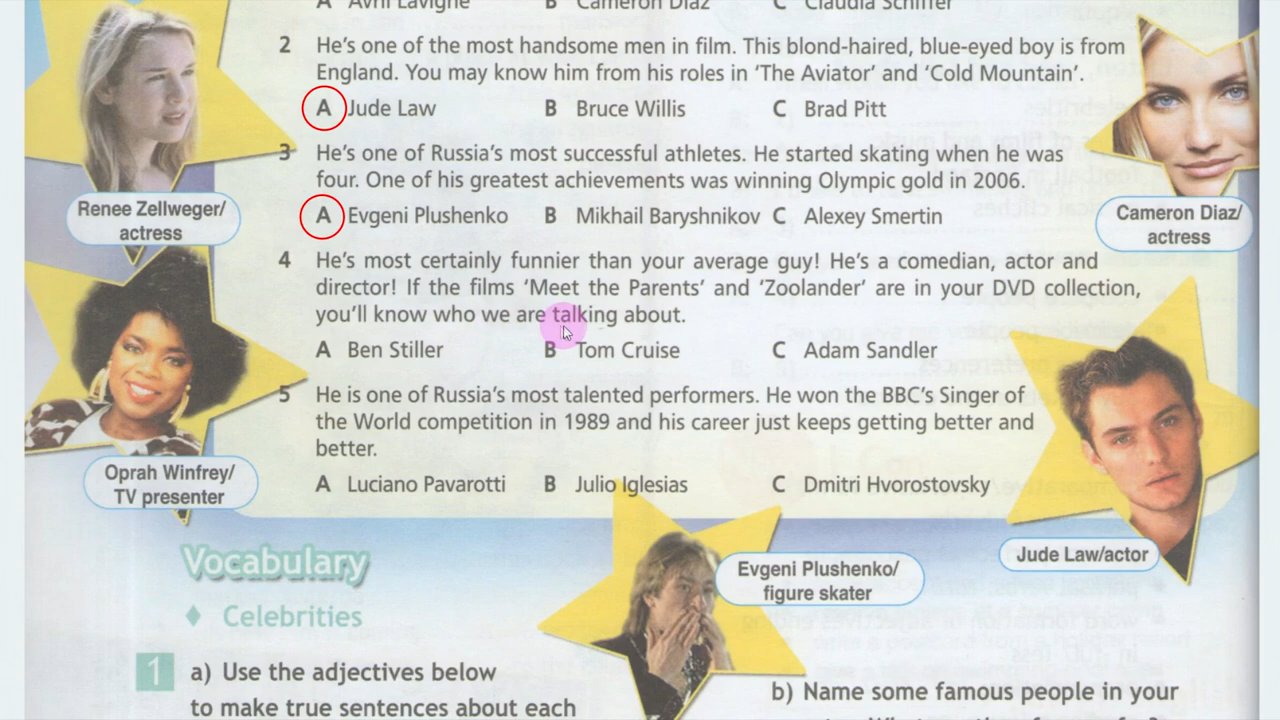 A Avril Lavigne B Cameron Diaz C Claudia Schiffer
2 He's one of the most handsome men in film. This blond-haired, blue-eyed boy is from
England. You may know him from his roles in 'The Aviator' and 'Cold Mountain'.
A Jude Law B Bruce Willis C Brad Pitt
3 He's one of Russia's most successful athletes. He started skating when he was
four. One of his greatest achievements was winning Olympic gold in 2006.
A Evgeni Plushenko B Mikhail Baryshnikov C Alexey Smertin
4 He's most certainly funnier than your average guy! He's a comedian, actor and
director! If the films 'Meet the Parents' and 'Zoolander' are in your DVD collection,
you'll know who we are talking about.
A Ben Stiller B Tom Cruise C Adam Sandler
5 He is one of Russia's most talented performers. He won the BBC's Singer of
the World competition in 1989 and his career just keeps getting better and
better.
A Luciano Pavarotti B Julio Iglesias C Dmitri Hvorostovsky
Renee Zellweger/
actress
Cameron Diaz/
actress
Oprah Winfrey/
TV presenter
Jude Law/actor
Evgeni Plushenko/
figure skater
Vocabulary
♦ Celebrities
1 a) Use the adjectives below
to make true sentences about each
b) Name some famous people in your